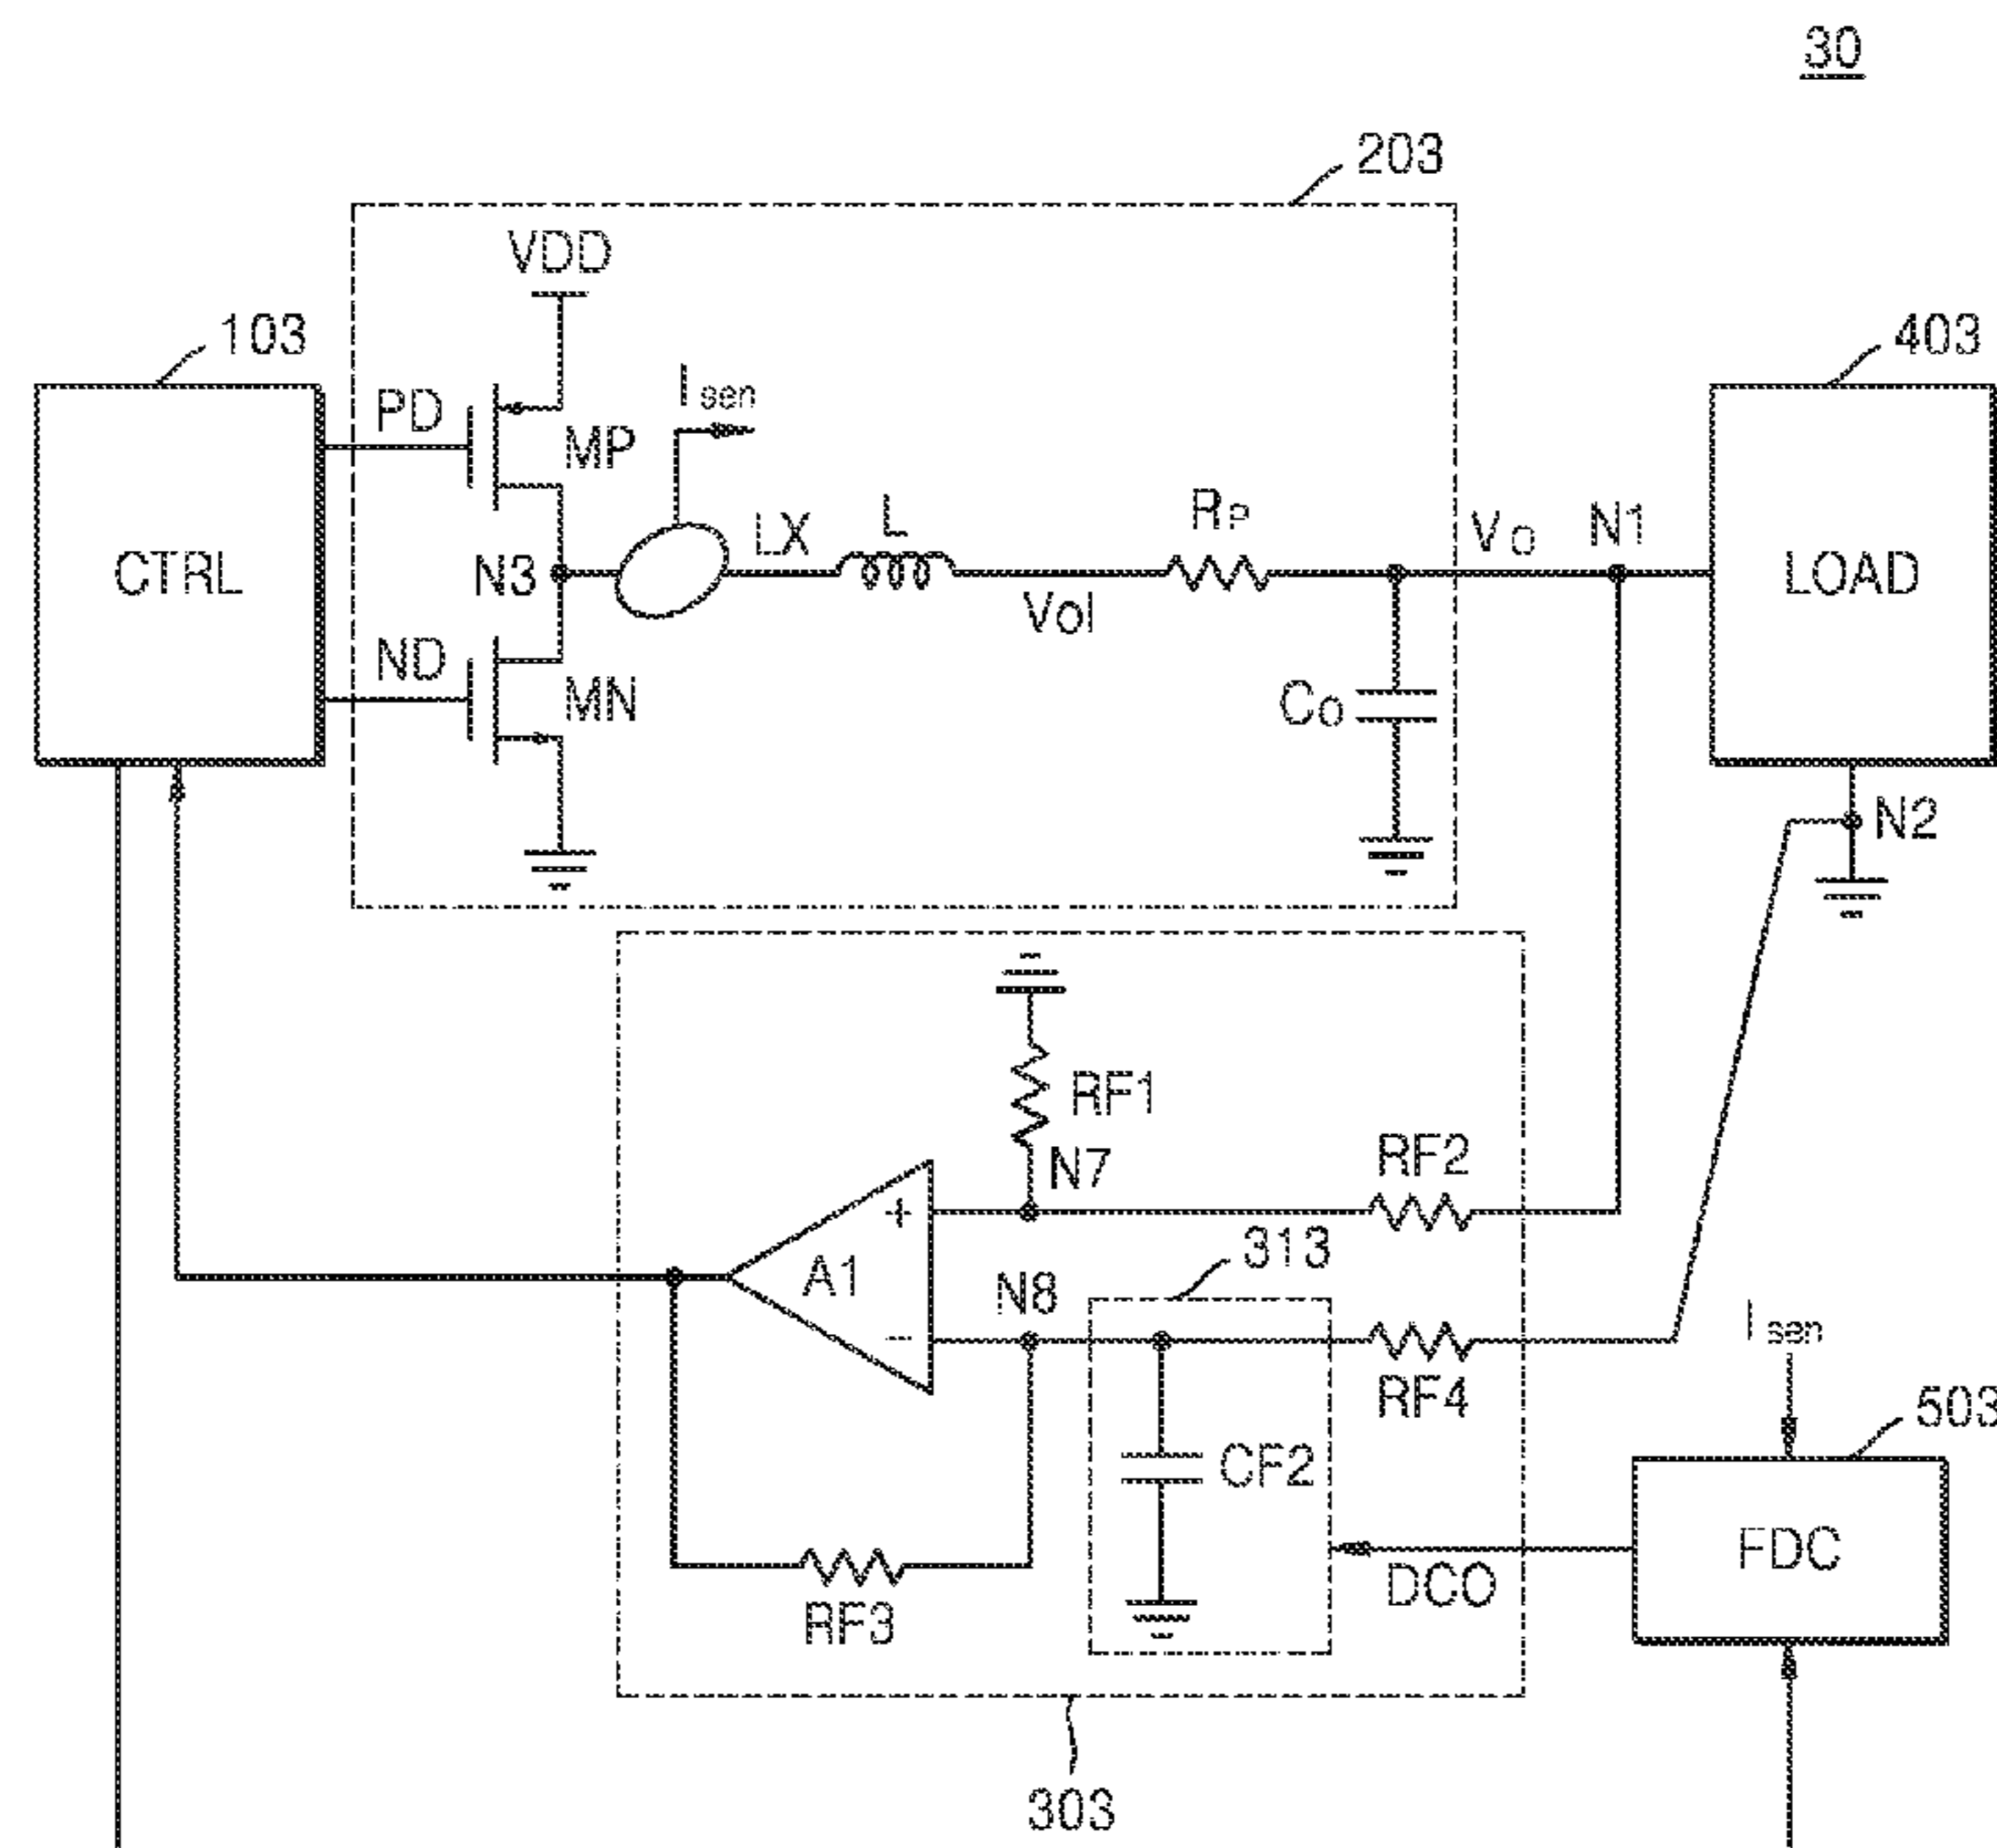 30
203
VDD
103
403
Isen
PD
MP
CTRL
N3
LX
L
RP
VO
N1
LOAD
Vol
ND
MN
CO
N2
RF1
N7
RF2
A1
+
-
N8
313
RF4
Isen
503
CF2
FDC
DCO
RF3
303